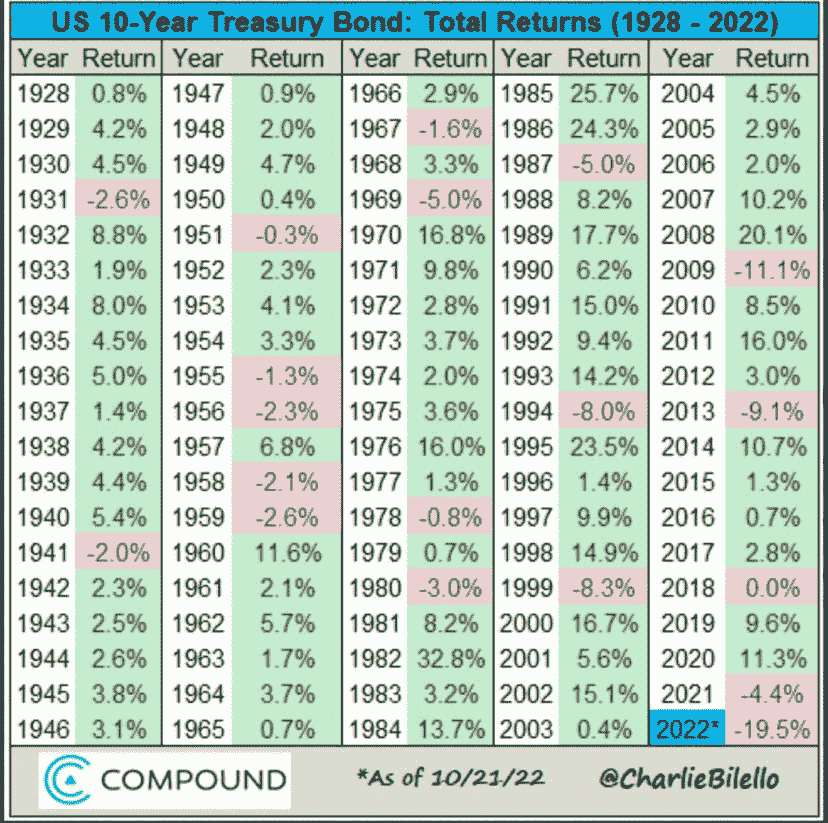 US 10-Year Treasury Bond: Total Returns (1928 - 2022)
Year Return Year Return Year Return Year Return Year Return
1928 0.8% 1947 0.9% 1966 2.9% 1985 25.7% 2004 4.5%
1929 4.2% 1948 2.0% 1967 -1.6% 1986 24.3% 2005 2.9%
1930 4.5% 1949 4.7% 1968 3.3% 1987 -5.0% 2006 2.0%
1931 -2.6% 1950 0.4% 1969 -5.0% 1988 8.2% 2007 10.2%
1932 8.8% 1951 -0.3% 1970 16.8% 1989 17.7% 2008 20.1%
1933 1.9% 1952 2.3% 1971 9.8% 1990 6.2% 2009 -11.1%
1934 8.0% 1953 4.1% 1972 2.8% 1991 15.0% 2010 8.5%
1935 4.5% 1954 3.3% 1973 3.7% 1992 9.4% 2011 16.0%
1936 5.0% 1955 -1.3% 1974 2.0% 1993 14.2% 2012 3.0%
1937 1.4% 1956 -2.3% 1975 3.6% 1994 -8.0% 2013 -9.1%
1938 4.2% 1957 6.8% 1976 16.0% 1995 23.5% 2014 10.7%
1939 4.4% 1958 -2.1% 1977 1.3% 1996 1.4% 2015 1.3%
1940 5.4% 1959 -2.6% 1978 -0.8% 1997 9.9% 2016 0.7%
1941 -2.0% 1960 11.6% 1979 0.7% 1998 14.9% 2017 2.8%
1942 2.3% 1961 2.1% 1980 -3.0% 1999 -8.3% 2018 0.0%
1943 2.5% 1962 5.7% 1981 8.2% 2000 16.7% 2019 9.6%
1944 2.6% 1963 1.7% 1982 32.8% 2001 5.6% 2020 11.3%
1945 3.8% 1964 3.7% 1983 3.2% 2002 15.1% 2021 -4.4%
1946 3.1% 1965 0.7% 1984 13.7% 2003 0.4% 2022* -19.5%
COMPOUND *As of 10/21/22 @CharlieBilello